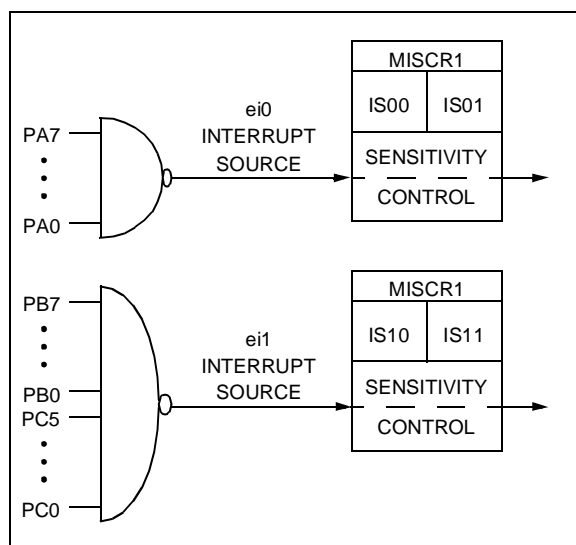 MISCR1
IS00 IS01
SENSITIVITY
CONTROL
ei0
INTERRUPT
SOURCE
PA7
PA0
MISCR1
IS10 IS11
SENSITIVITY
CONTROL
ei1
INTERRUPT
SOURCE
PB7
PB0
PC5
PC0